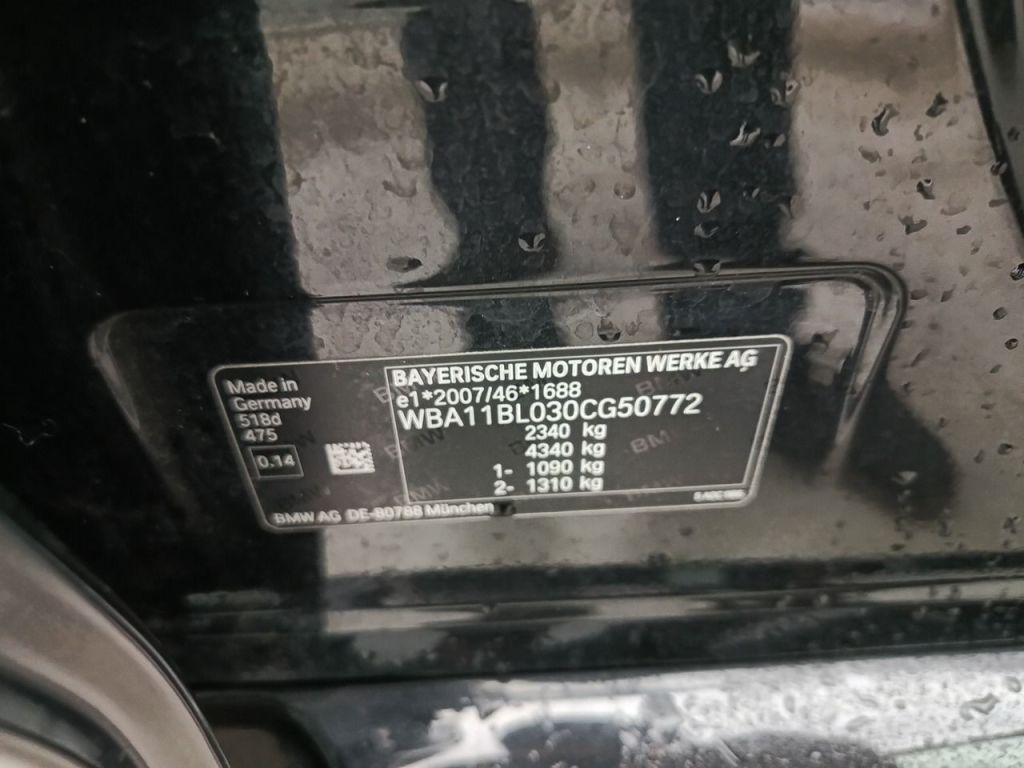 BAYERISCHE MOTOREN WERKE AG
e1*2007/46*1688
WBA11BL030CG50772
2340 kg
4340 kg
1- 1090 kg
2- 1310 kg
Made in
Germany
518d
475
0.14
BMW AG DE-80788 München